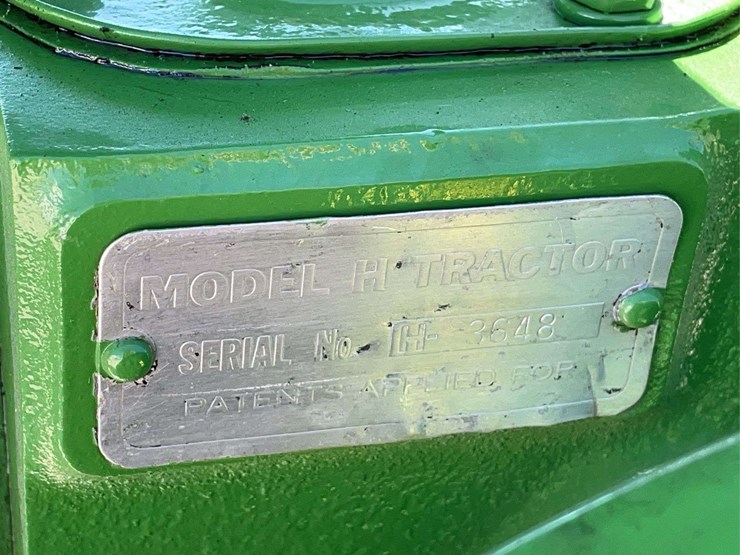 MODEL H TRACTOR
SERIAL No. H- 3648
PATENTS APPLIED FOR